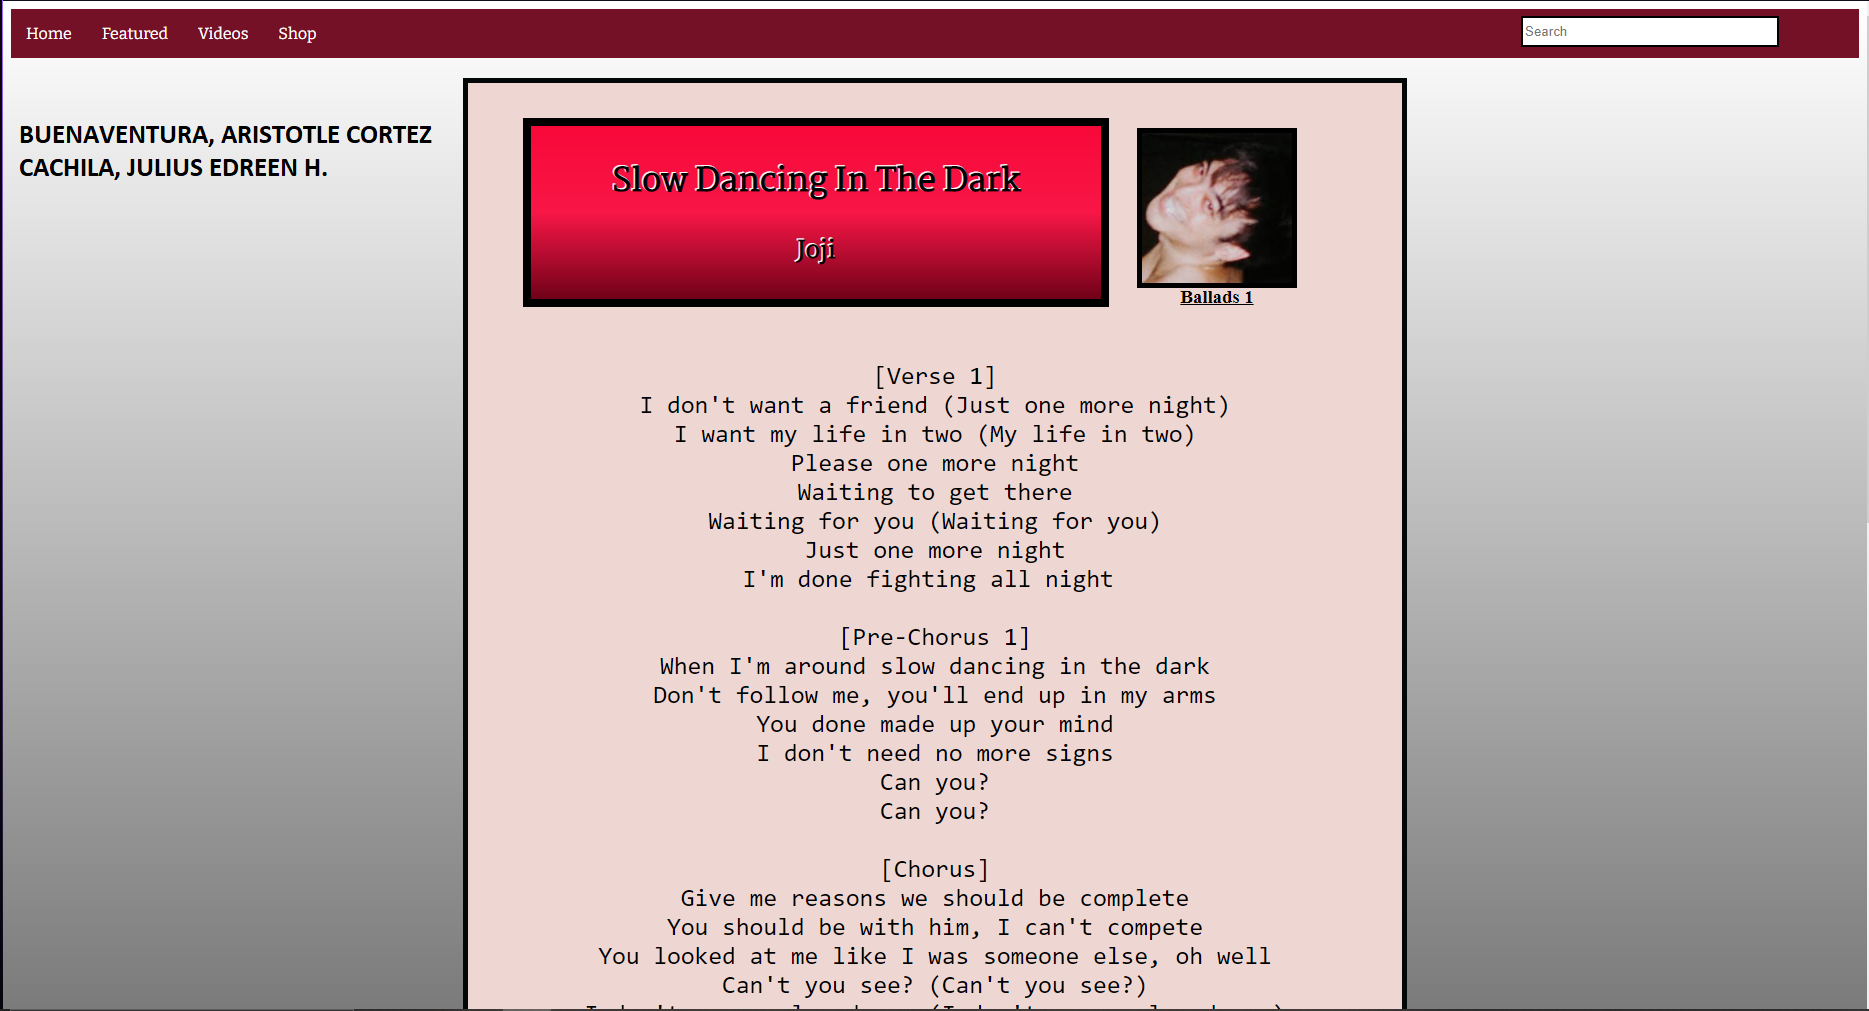 Home Featured Videos Shop Search
BUENAVENTURA, ARISTOTLE CORTEZ
CACHILA, JULIUS EDREEN H.
Slow Dancing In The Dark
Joji
Ballads 1
[Verse 1]
I don't want a friend (Just one more night)
I want my life in two (My life in two)
Please one more night
Waiting to get there
Waiting for you (Waiting for you)
Just one more night
I'm done fighting all night
[Pre-Chorus 1]
When I'm around slow dancing in the dark
Don't follow me, you'll end up in my arms
You done made up your mind
I don't need no more signs
Can you?
Can you?
[Chorus]
Give me reasons we should be complete
You should be with him, I can't compete
You looked at me like I was someone else, oh well
Can't you see? (Can't you see?)